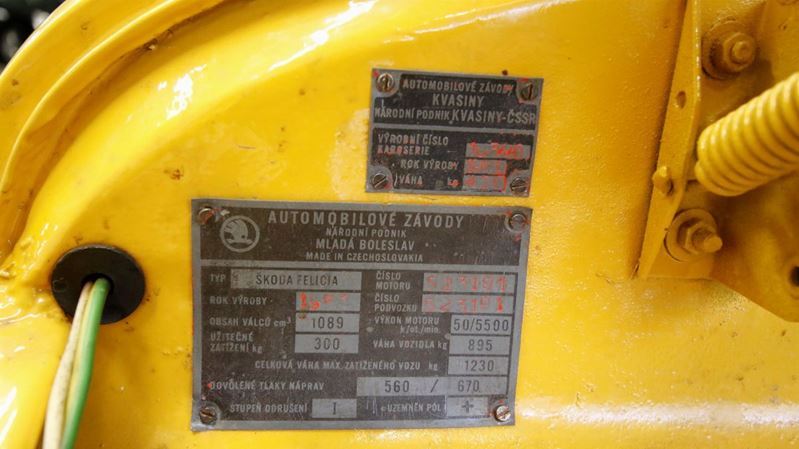 AUTOMOBILOVÉ ZÁVODY
KVASINY
NÁRODNÍ PODNIK KVASINY-ČSSR
VÝROBNÍ ČÍSLO
KAROSERIE
ROK VÝROBY
VÁHA kg
AUTOMOBILOVÉ ZÁVODY
NÁRODNÍ PODNIK
MLADÁ BOLESLAV
MADE IN CZECHOSLOVAKIA
TYP ŠKODA FELICIA ČÍSLO MOTORU 523191
ROK VÝROBY ČÍSLO PODVOZKU 523191
OBSAH VÁLCŮ cm³ 1089 VÝKON MOTORU k/ot./min. 50/5500
UŽITEČNÉ ZATÍŽENÍ kg 300 VÁHA VOZIDLA kg 895
CELKOVÁ VÁHA MAX. ZATÍŽENÉHO VOZU kg 1230
DOVOLENÉ TLAKY NÁPRAV 560 / 670
STUPEŇ ODRUŠENÍ I UZEMNĚN PÓL +